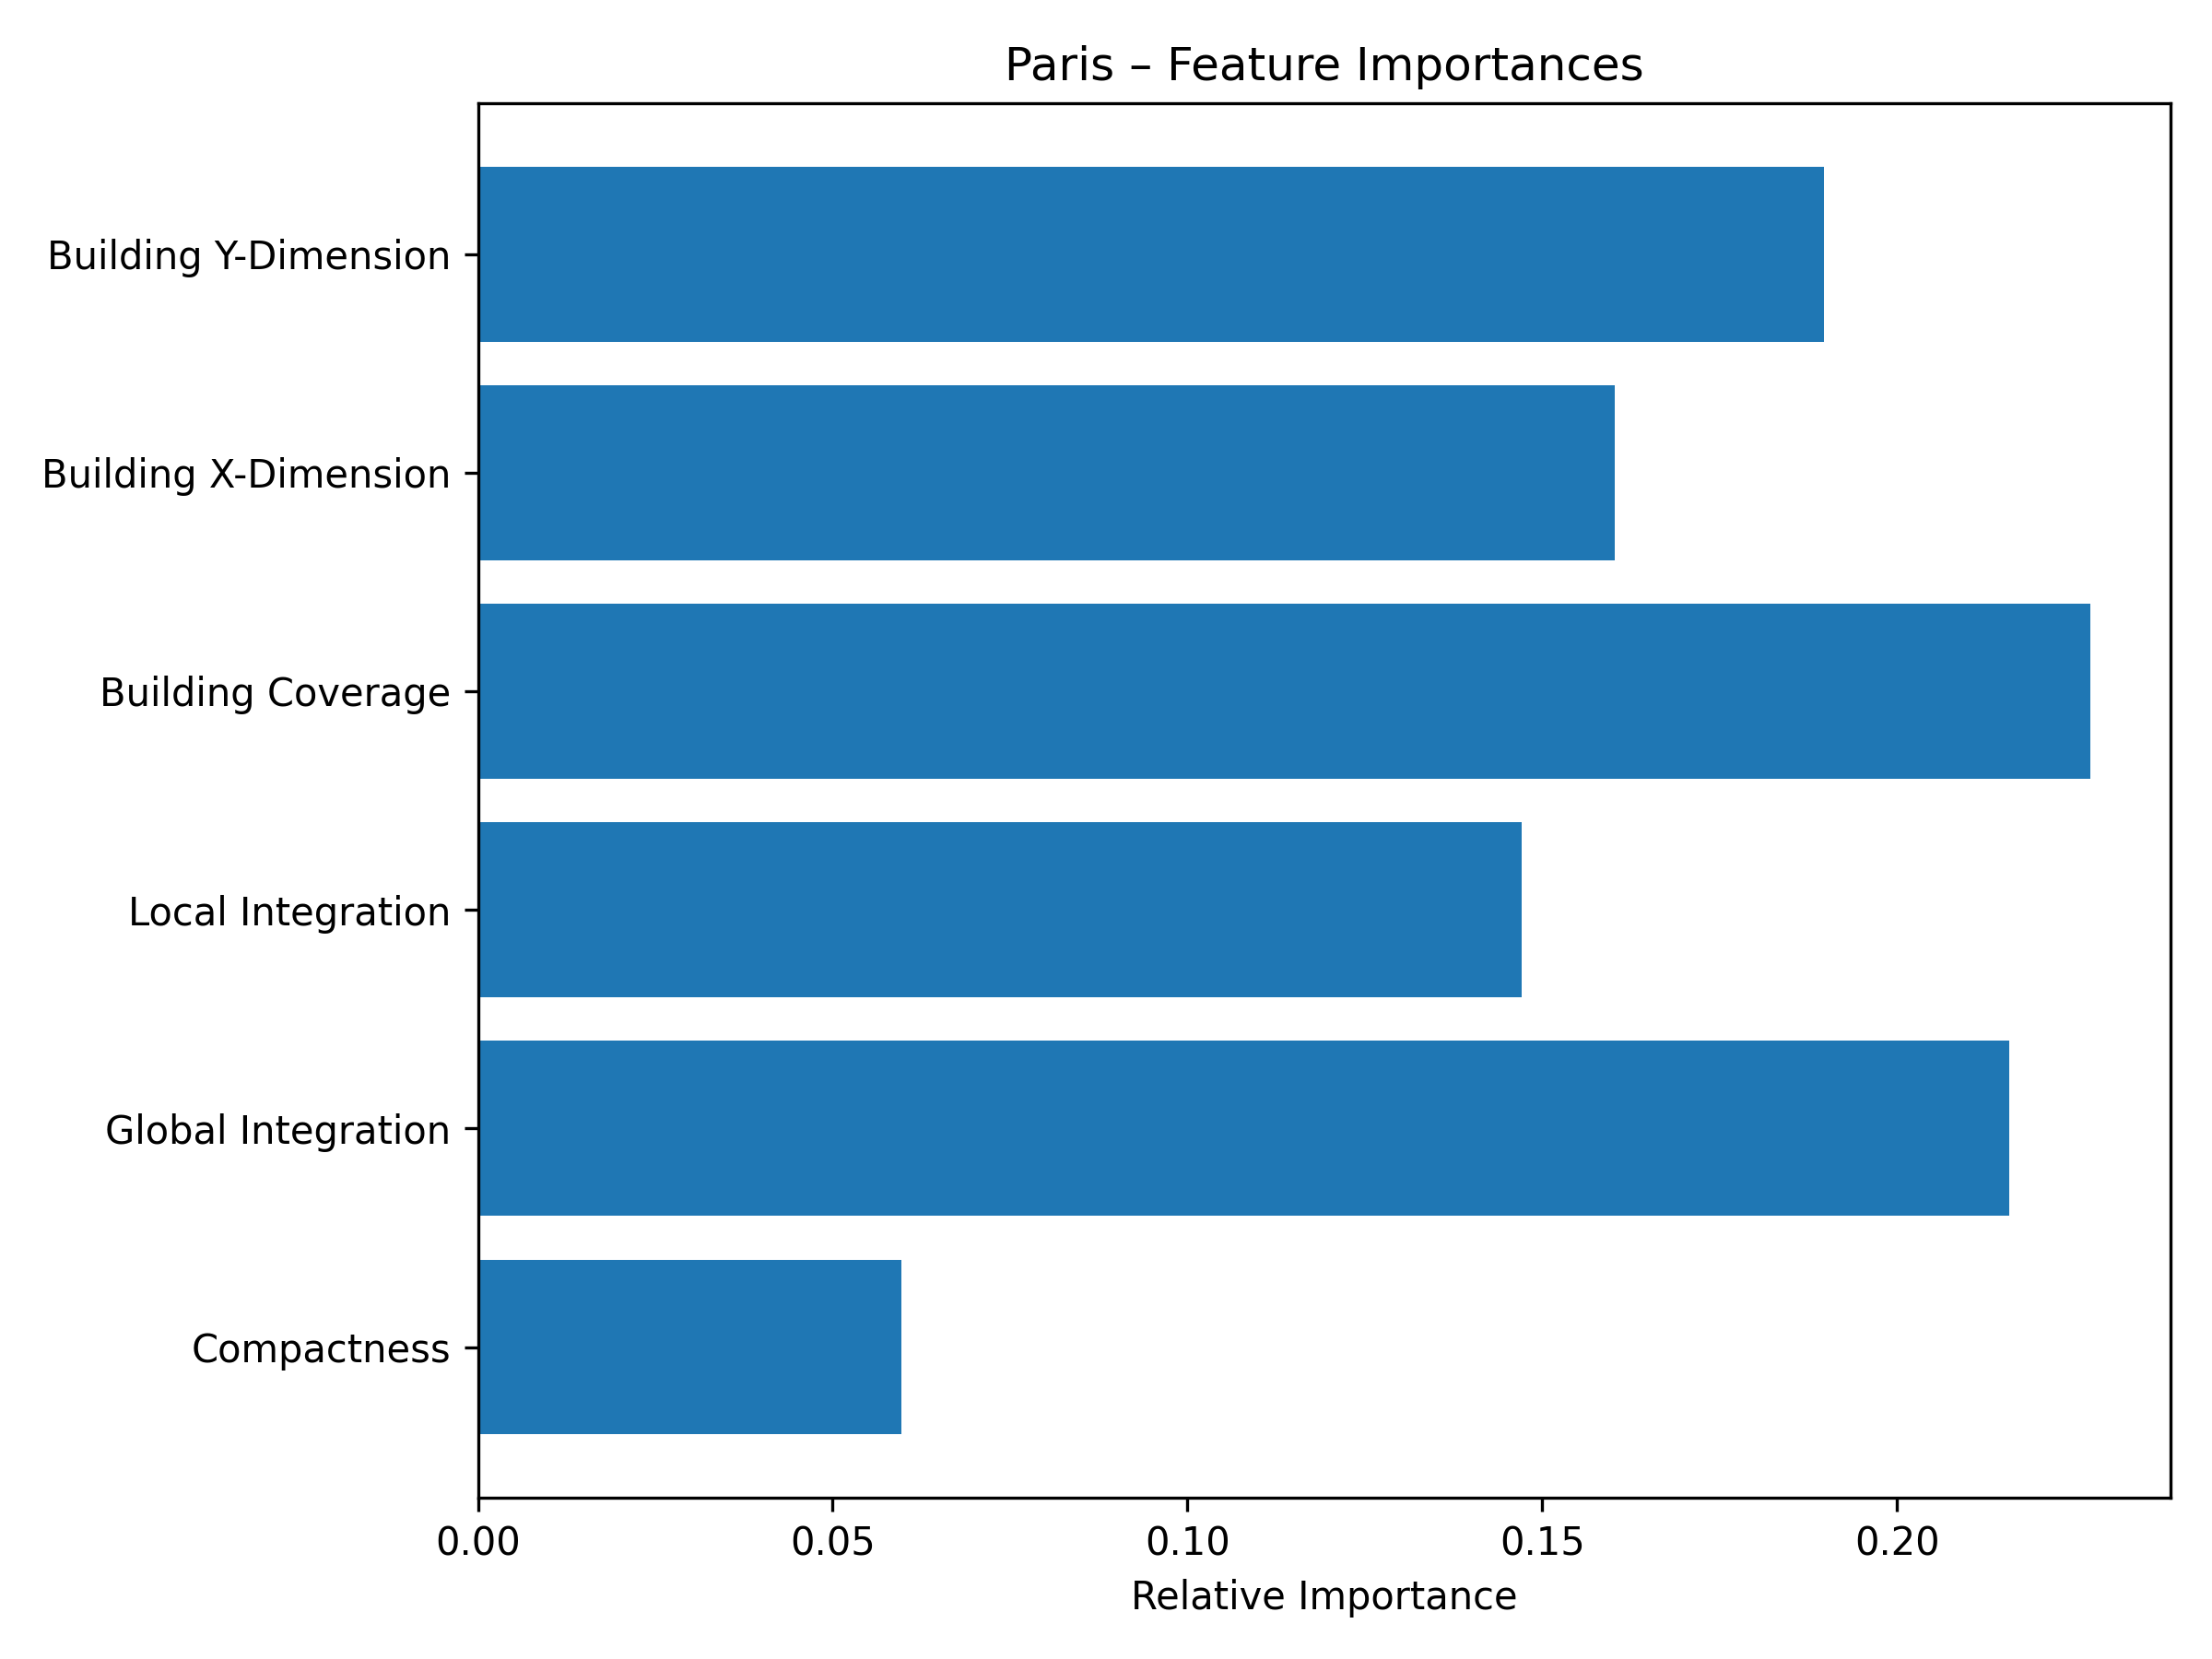 Paris – Feature Importances
Building Y-Dimension
Building X-Dimension
Building Coverage
Local Integration
Global Integration
Compactness
0.00 0.05 0.10 0.15 0.20
Relative Importance